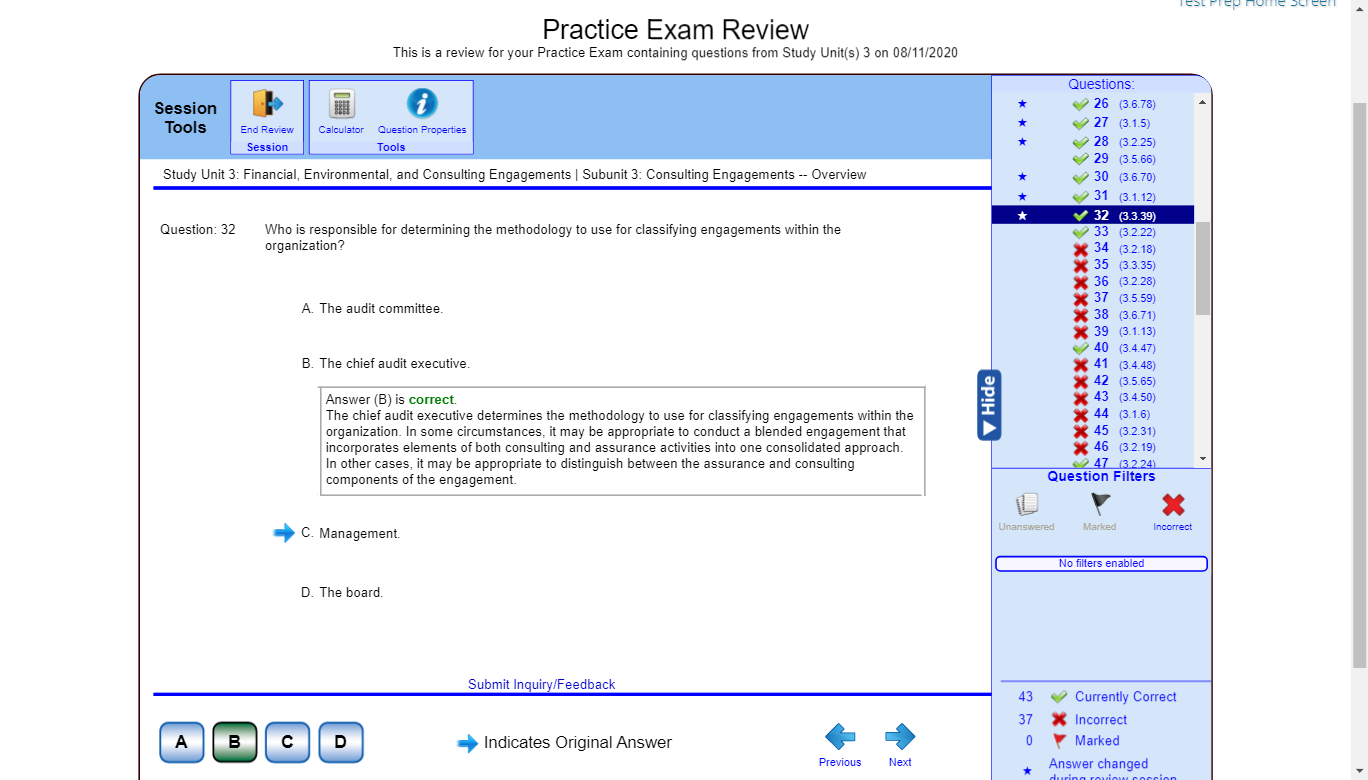 Test Prep Home Screen
Practice Exam Review
This is a review for your Practice Exam containing questions from Study Unit(s) 3 on 08/11/2020
Session Tools
End Review
Session
Calculator
Question Properties
Tools
Study Unit 3: Financial, Environmental, and Consulting Engagements | Subunit 3: Consulting Engagements -- Overview
Question: 32
Who is responsible for determining the methodology to use for classifying engagements within the
organization?
A. The audit committee.
B. The chief audit executive.
Answer (B) is correct.
The chief audit executive determines the methodology to use for classifying engagements within the
organization. In some circumstances, it may be appropriate to conduct a blended engagement that
incorporates elements of both consulting and assurance activities into one consolidated approach.
In other cases, it may be appropriate to distinguish between the assurance and consulting
components of the engagement.
C. Management.
D. The board.
Submit Inquiry/Feedback
A B C D
Indicates Original Answer
Previous
Next
Hide
Questions:
26 (3.6.78)
27 (3.1.5)
28 (3.2.25)
29 (3.5.66)
30 (3.6.70)
31 (3.1.12)
32 (3.3.39)
33 (3.2.22)
34 (3.2.18)
35 (3.3.35)
36 (3.2.28)
37 (3.5.59)
38 (3.6.71)
39 (3.1.13)
40 (3.4.47)
41 (3.4.48)
42 (3.5.65)
43 (3.4.50)
44 (3.1.6)
45 (3.2.31)
46 (3.2.19)
47 (3.2.24)
Question Filters
Unanswered
Marked
Incorrect
No filters enabled
43 Currently Correct
37 Incorrect
0 Marked
Answer changed
during review session